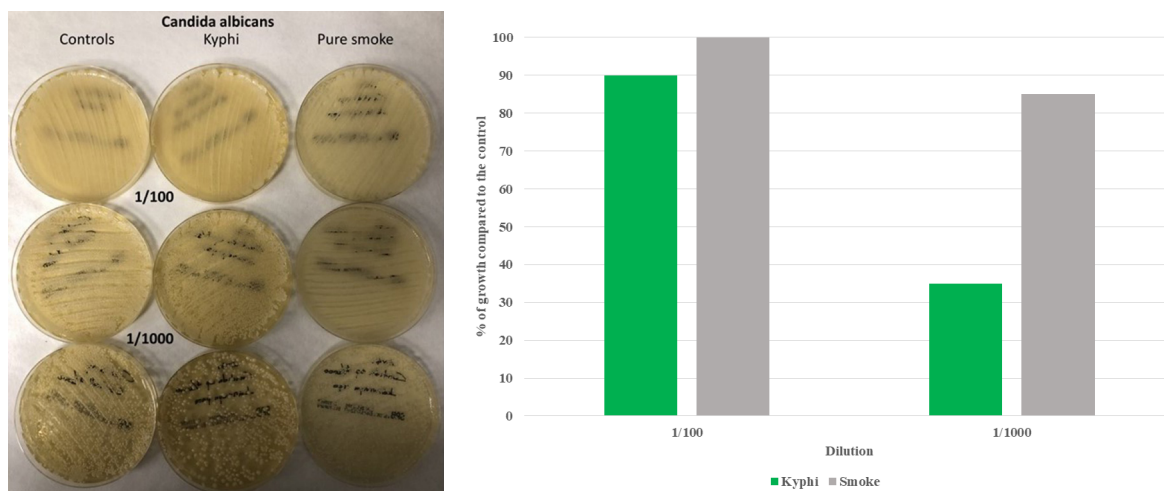 Candida albicans
Controls Kyphi Pure smoke
1/100
1/1000
100
90
80
70
60
50
40
30
20
10
0
% of growth compared to the control
1/100 1/1000
Dilution
Kyphi Smoke